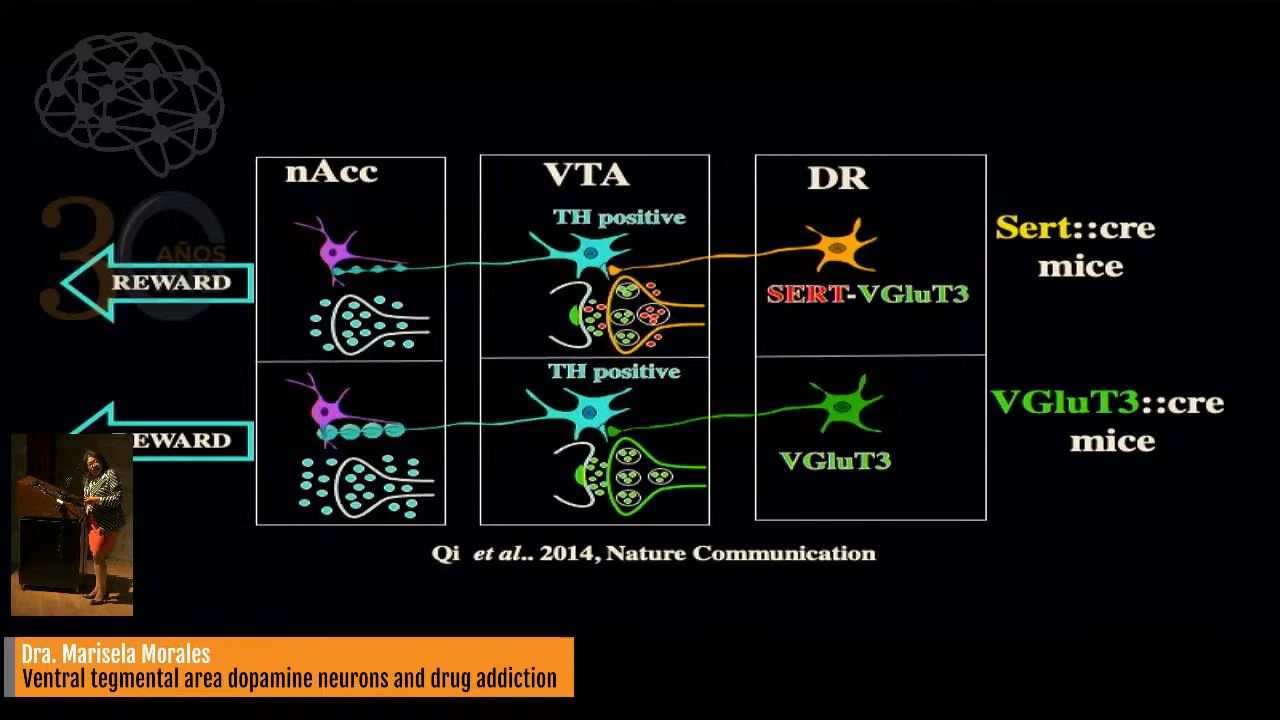 nAcc
VTA
DR
TH positive
Sert::cre
mice
30
AÑOS
REWARD
SERT-VGluT3
TH positive
VGluT3::cre
mice
EWARD
VGluT3
Qi et al.. 2014, Nature Communication
Dra. Marisela Morales
Ventral tegmental area dopamine neurons and drug addiction